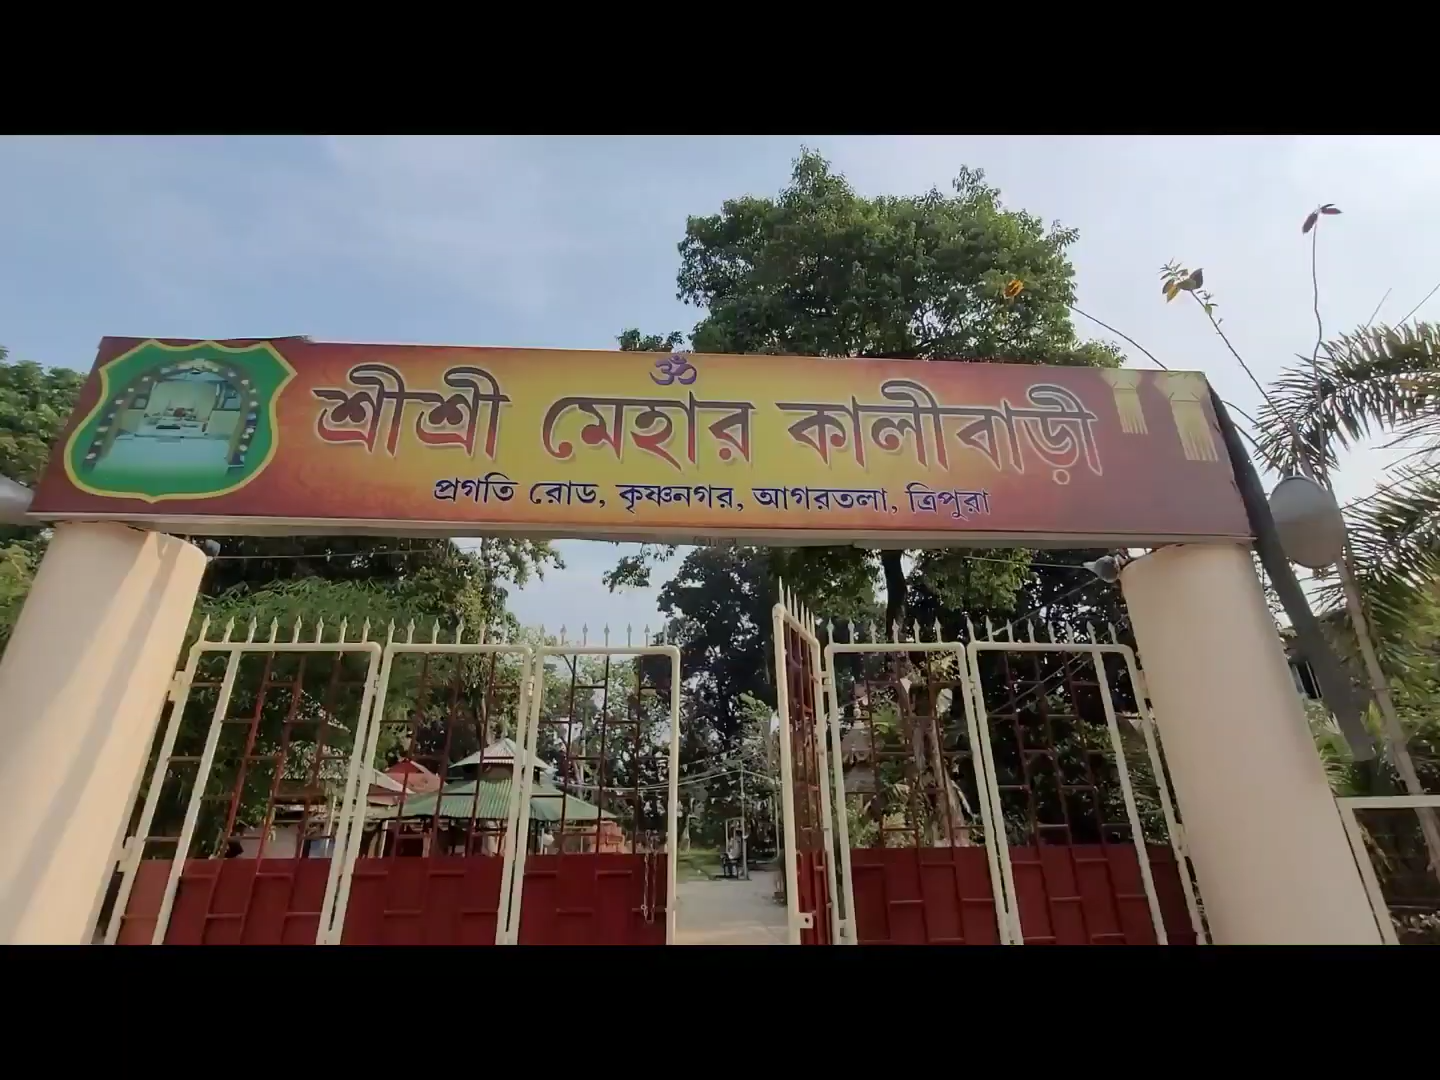 ॐ
শ্রীশ্রী মেহার কালীবাড়ী
প্রগতি রোড, কৃষ্ণনগর, আগরতলা, ত্রিপুরা